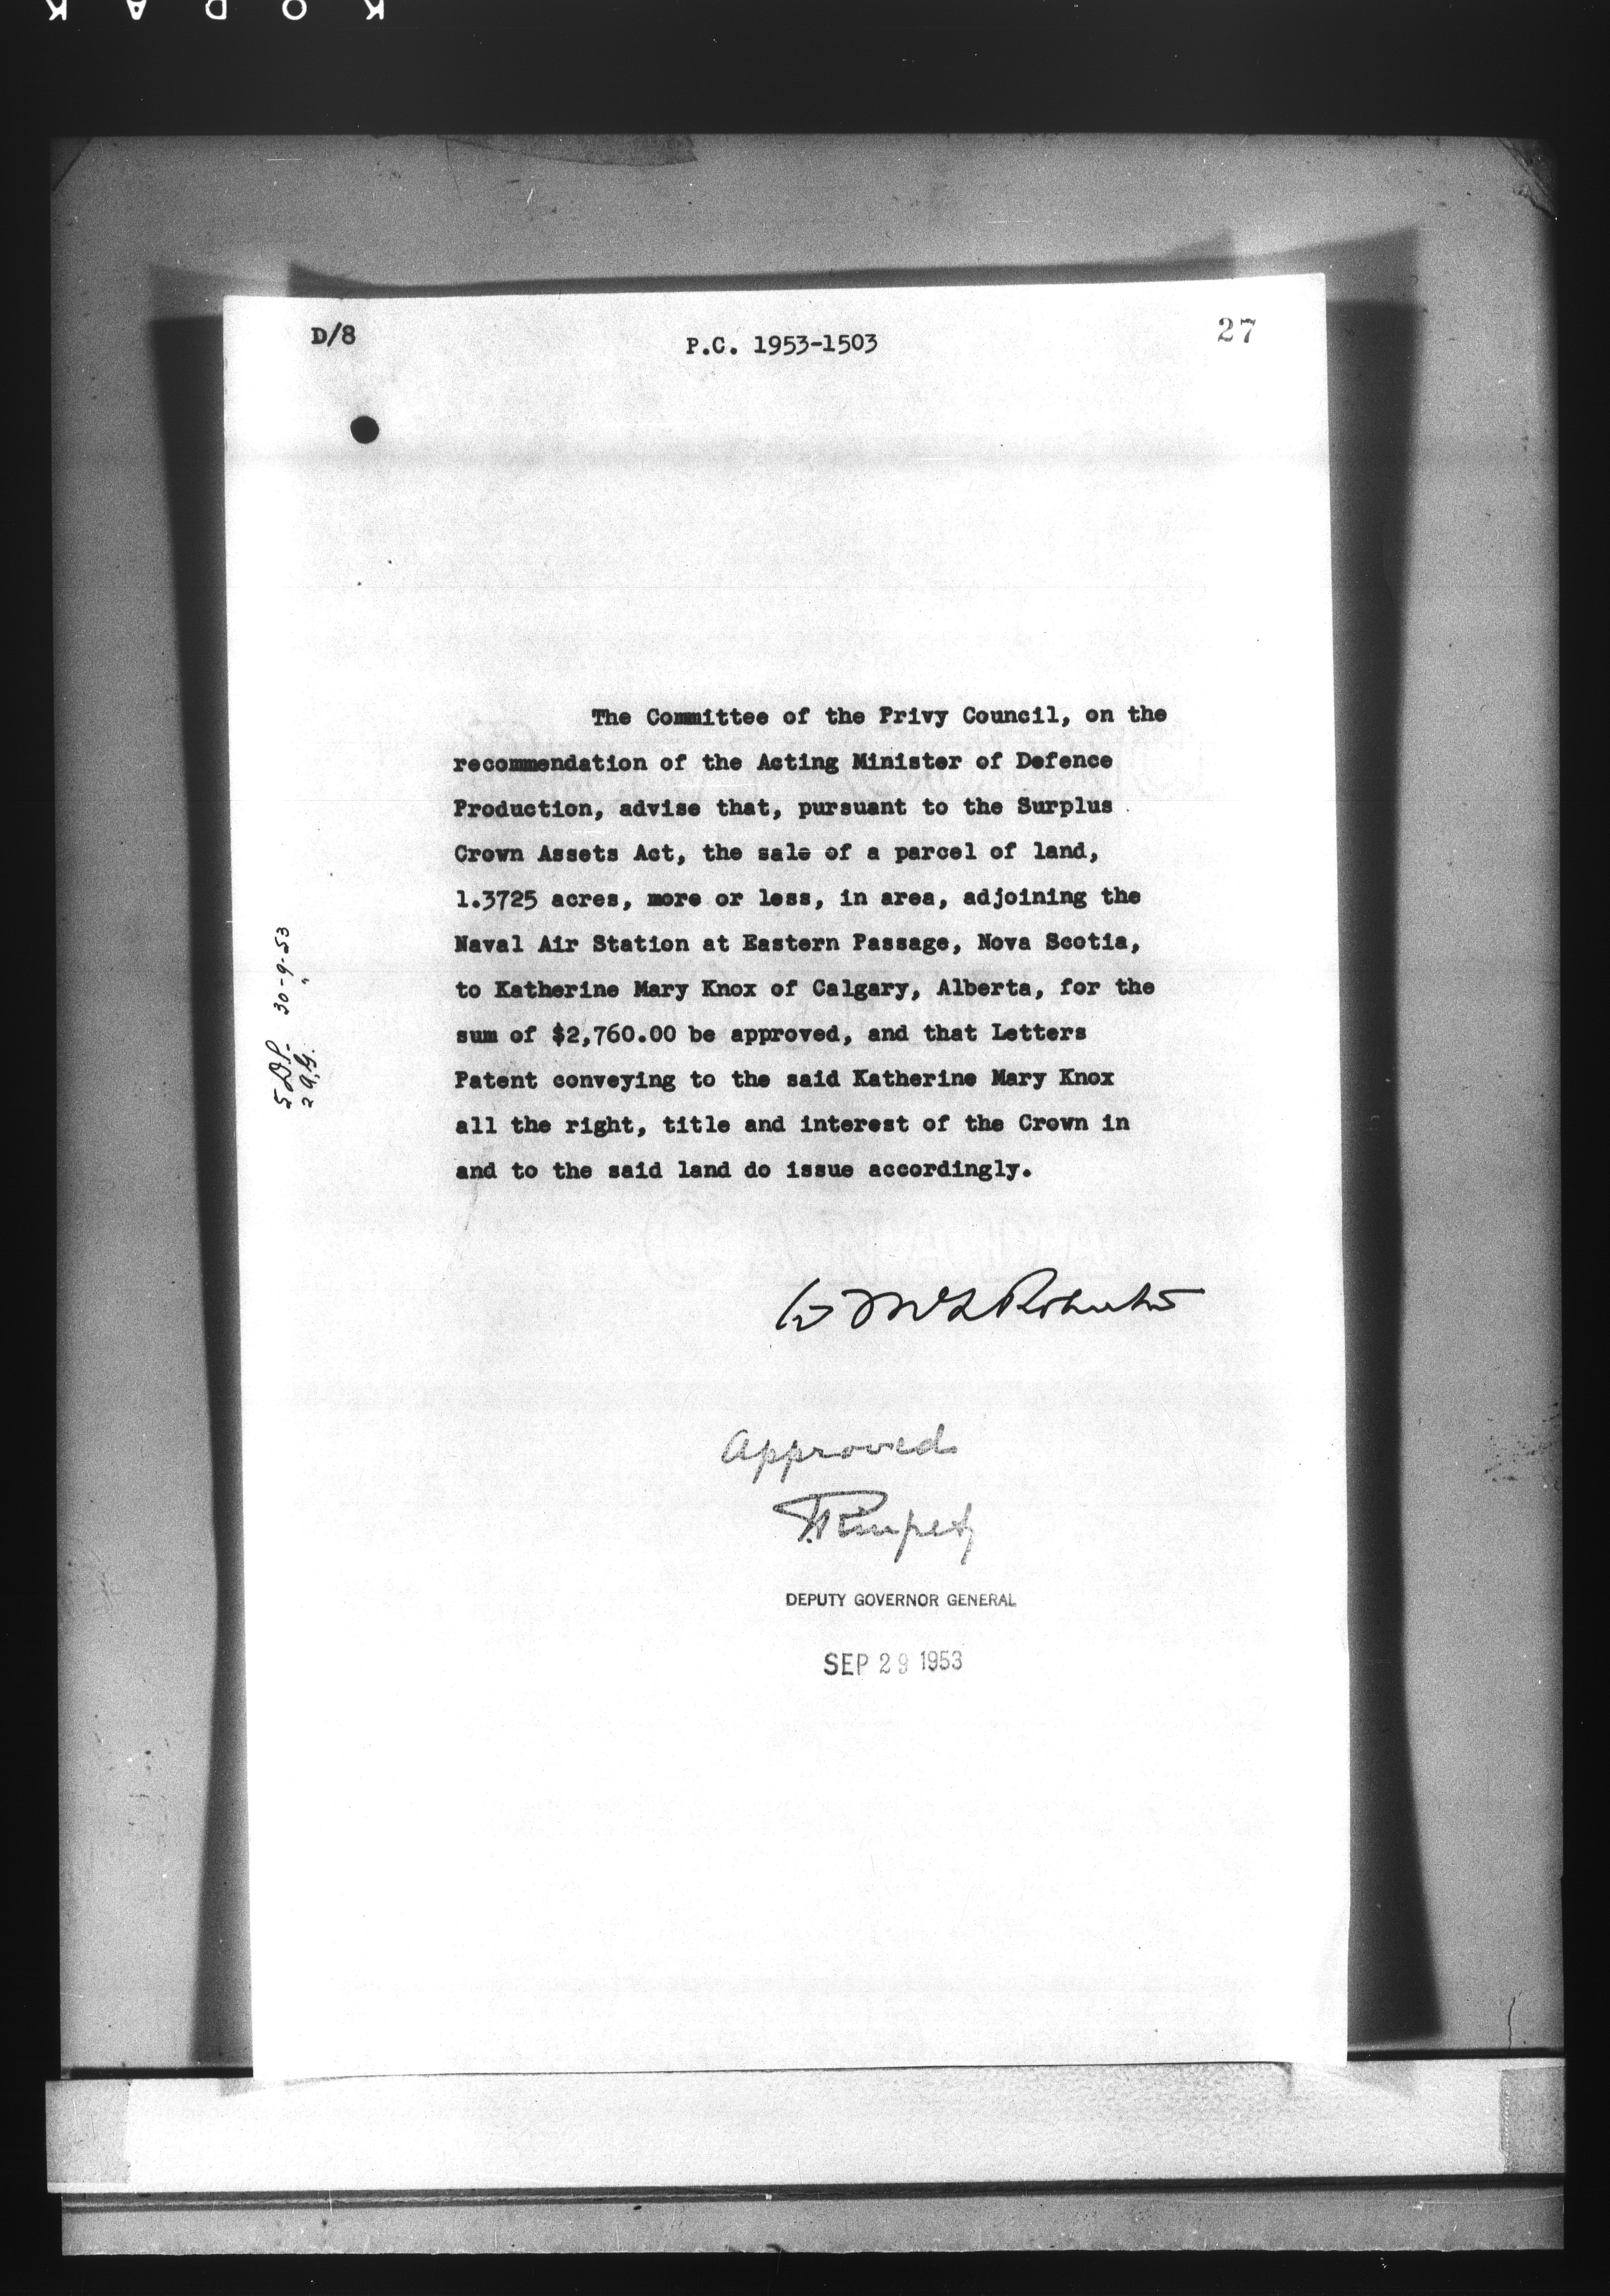 KODAK
D/8
P.C. 1953-1503
27
The Committee of the Privy Council, on the
recommendation of the Acting Minister of Defence
Production, advise that, pursuant to the Surplus
Crown Assets Act, the sale of a parcel of land,
1.3725 acres, more or less, in area, adjoining the
Naval Air Station at Eastern Passage, Nova Scotia,
to Katherine Mary Knox of Calgary, Alberta, for the
sum of $2,760.00 be approved, and that Letters
Patent conveying to the said Katherine Mary Knox
all the right, title and interest of the Crown in
and to the said land do issue accordingly.
5 D.P. 30-9-53
2 A.G. "
Approved
DEPUTY GOVERNOR GENERAL
SEP 29 1953